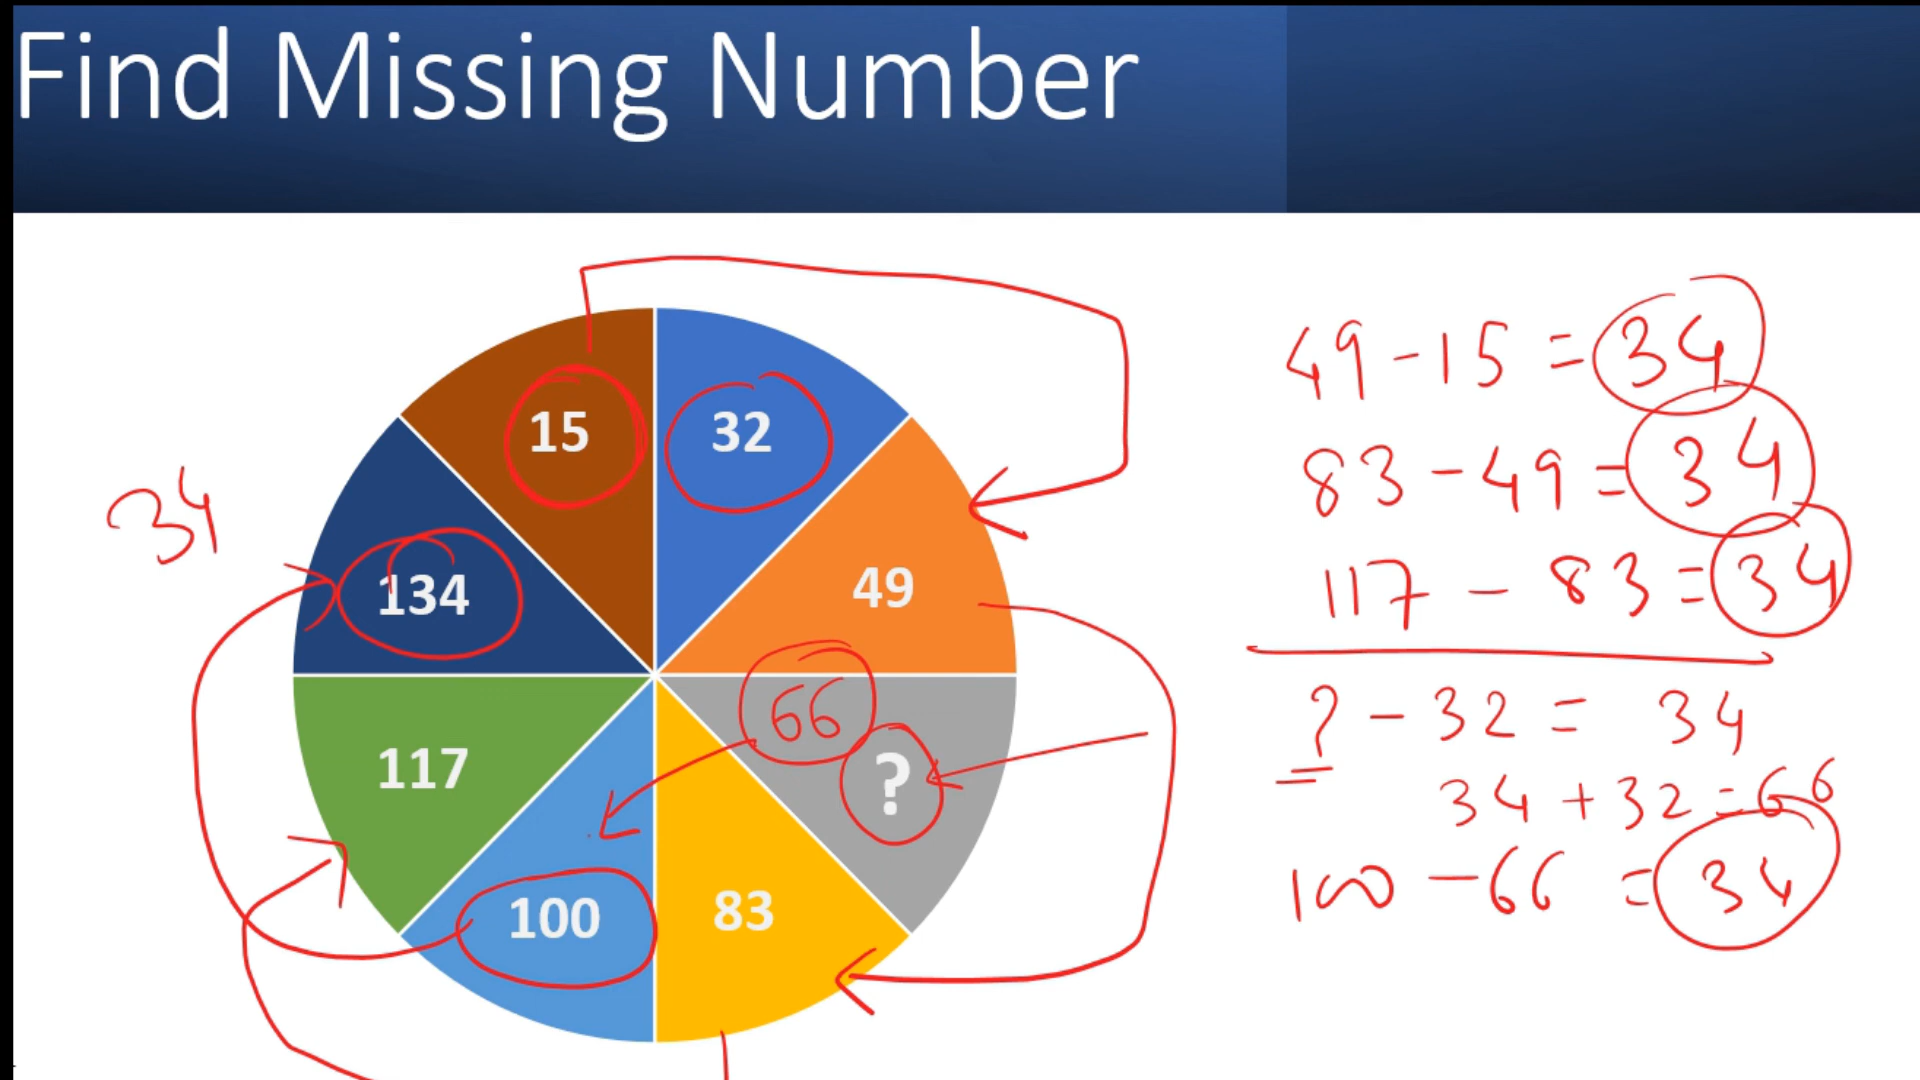 Find Missing Number
15
32
134
49
117
66
?
100
83
34
49 - 15 = 34
83 - 49 = 34
117 - 83 = 34
? - 32 = 34
34 + 32 = 66
100 - 66 = 34